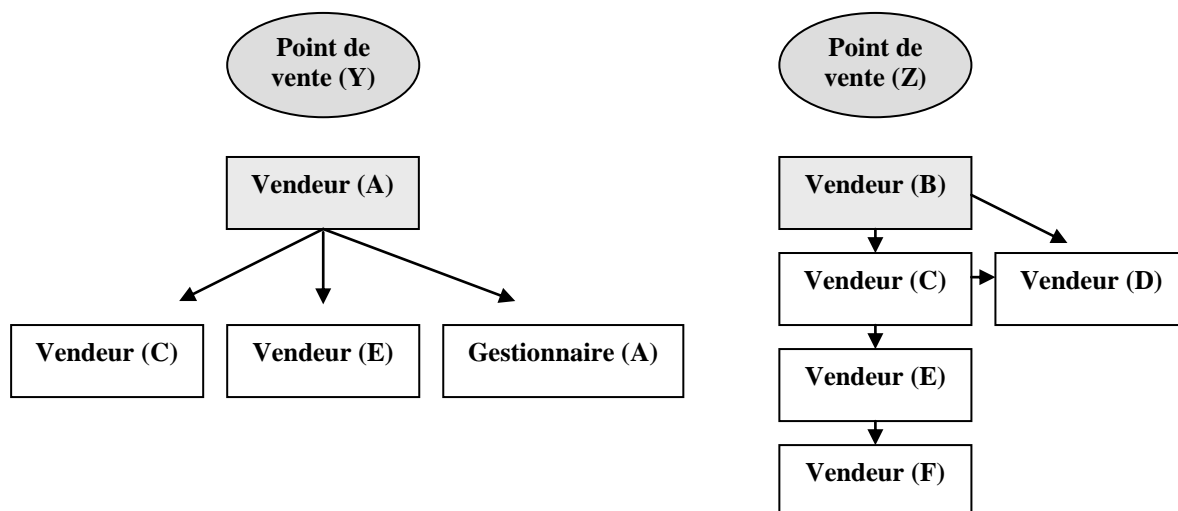 Point de
vente (Y)
Vendeur (A)
Vendeur (C)
Vendeur (E)
Gestionnaire (A)
Point de
vente (Z)
Vendeur (B)
Vendeur (C)
Vendeur (D)
Vendeur (E)
Vendeur (F)